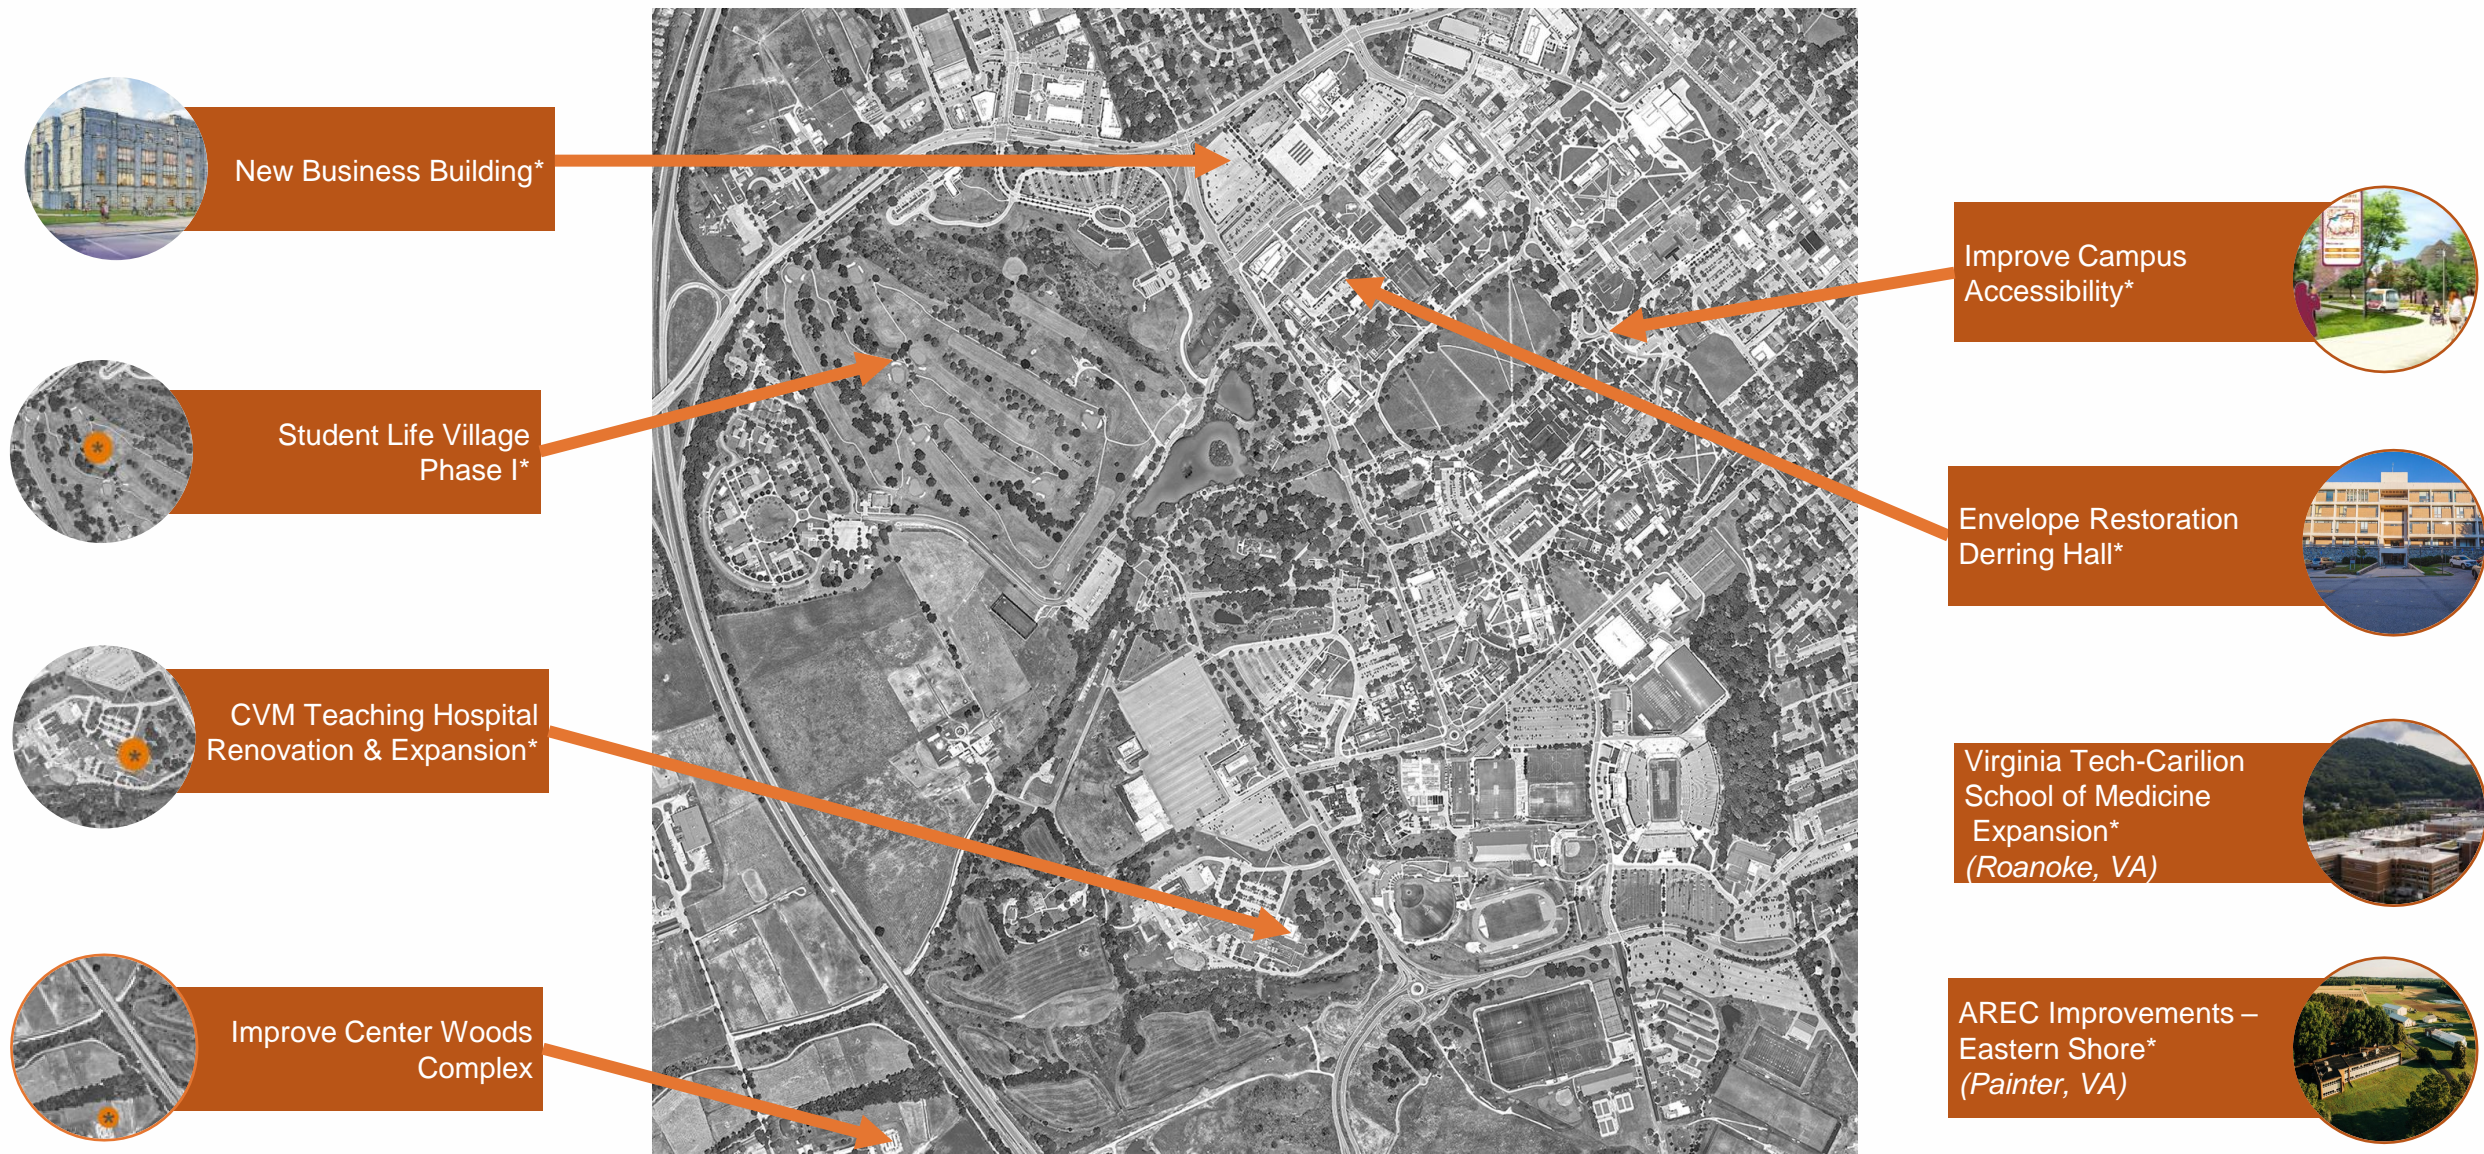 New Business Building*
Student Life Village
Phase I*
CVM Teaching Hospital
Renovation & Expansion*
Improve Center Woods
Complex
Improve Campus
Accessibility*
Envelope Restoration
Derring Hall*
Virginia Tech-Carilion
School of Medicine
Expansion*
(Roanoke, VA)
AREC Improvements –
Eastern Shore*
(Painter, VA)